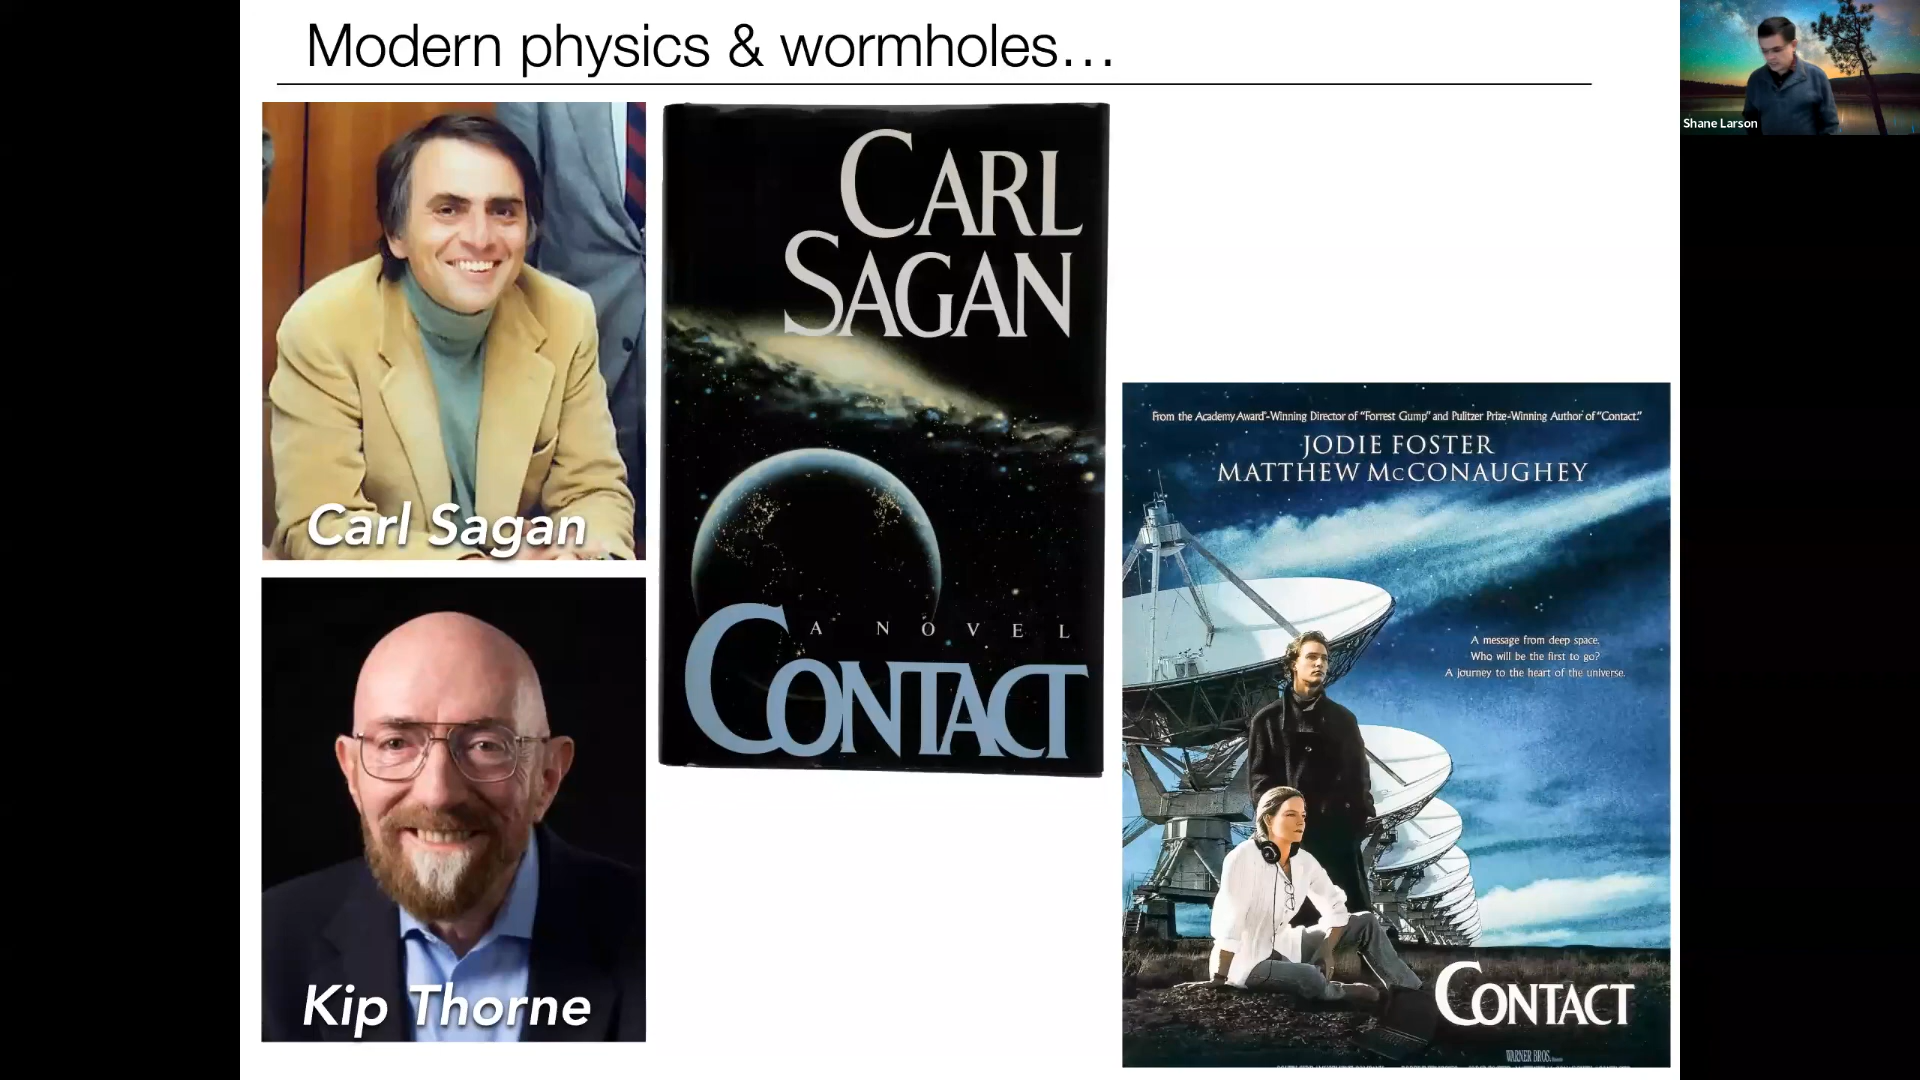 Modern physics & wormholes…
Shane Larson
Carl Sagan
Kip Thorne
CARL
SAGAN
A NOVEL
CONTACT
From the Academy Award®-Winning Director of "Forrest Gump" and Pulitzer Prize-Winning Author of "Contact."
JODIE FOSTER
MATTHEW McCONAUGHEY
A message from deep space.
Who will be the first to go?
A journey to the heart of the universe.
CONTACT
WARNER BROS.